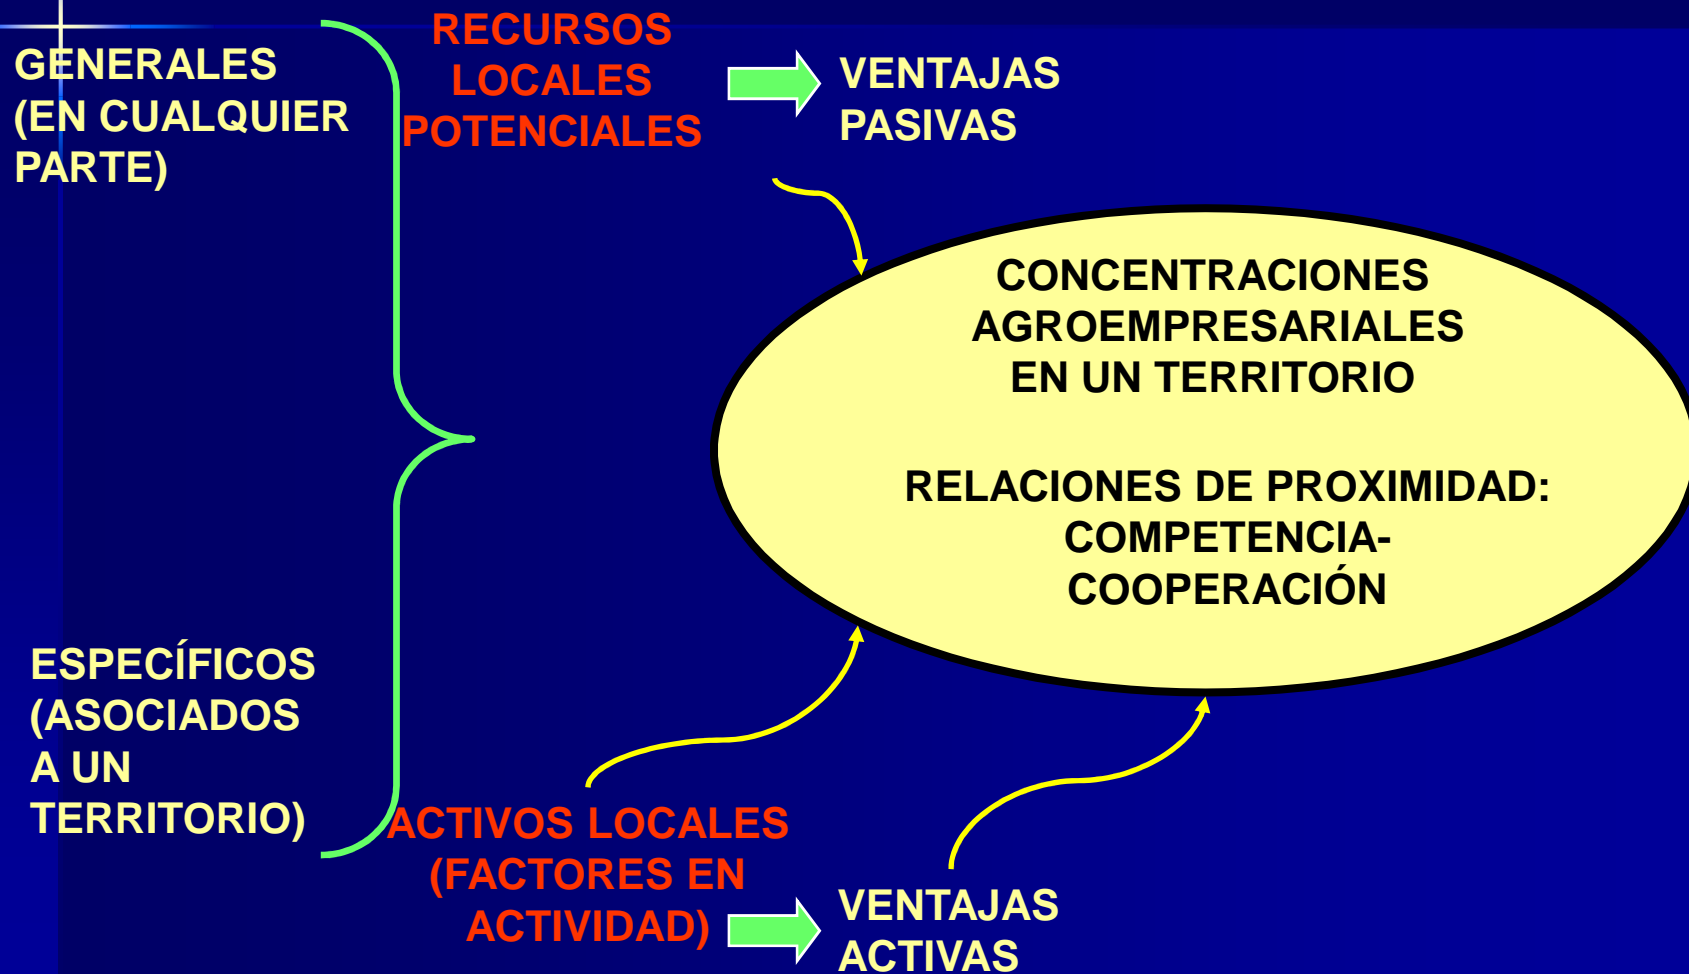 GENERALES
(EN CUALQUIER
PARTE)
RECURSOS
LOCALES
POTENCIALES
VENTAJAS
PASIVAS
CONCENTRACIONES
AGROEMPRESARIALES
EN UN TERRITORIO
RELACIONES DE PROXIMIDAD:
COMPETENCIA-
COOPERACIÓN
ESPECÍFICOS
(ASOCIADOS
A UN
TERRITORIO)
ACTIVOS LOCALES
(FACTORES EN
ACTIVIDAD)
VENTAJAS
ACTIVAS